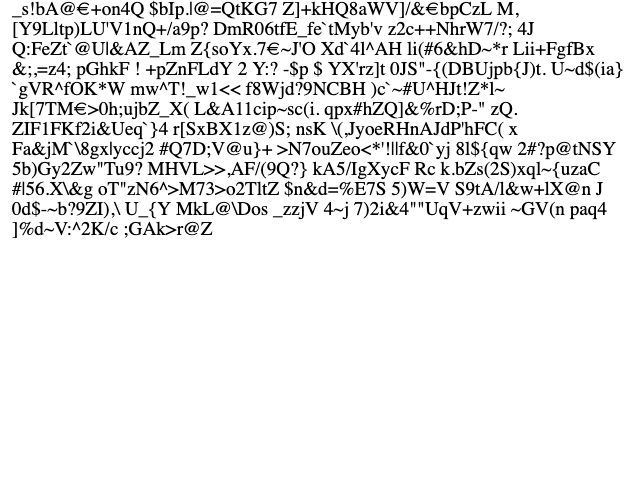 _s!bA@€+on4Q $bIp.|@=QtKG7 Z]+kHQ8aWV]/&€bpCzL M,
[Y9Lltp)LU'V1nQ+/a9p? DmR06tfE_fe`tMyb'v z2c++NhrW7/?; 4J
Q:FeZt`@U|&AZ_Lm Z{soYx.7€~J'O Xd`4l^AH li(#6&hD~*r Lii+FgfBx
&;,=z4; pGhkF ! +pZnFLdY 2 Y:? -$p $ YX'rz]t 0JS"-{(DBUjpb{J)t. U~d$(ia}
`gVR^fOK*W mw^T!_w1<< f8Wjd?9NCBH )c`~#U^HJt!Z*l~
Jk[7TM€>0h;ujbZ_X( L&A11cip~sc(i. qpx#hZQ]&%rD;P-" zQ.
ZIF1FKf2i&Ueq`}4 r[SxBX1z@)S; nsK \(,JyoeRHnAJdP'hFC( x
Fa&jM`\8gx|yccj2 #Q7D;V@u}+ >N7ouZeo<*'!||f&0`yj 8l${qw 2#?p@tNSY
5b)Gy2Zw"Tu9? MHVL>>,AF/(9Q?} kA5/IgXycF Rc k.bZs(2S)xql~{uzaC
#|56.X\&g oT"zN6^>M73>o2TltZ $n&d=%E7S 5)W=V S9tA/l&w+lX@n J
0d$-~b?9ZI),\ U_{Y MkL@\Dos _zzjV 4~j 7)2i&4""UqV+zwii ~GV(n paq4
]%d~V:^2K/c ;GAk>r@Z